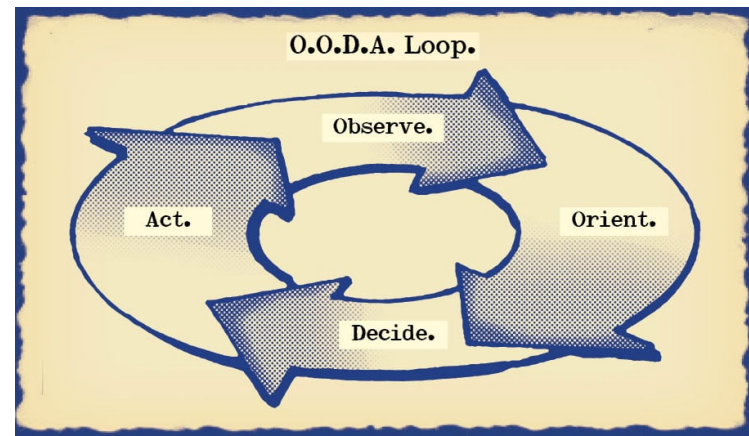 O.O.D.A. Loop.
Observe.
Orient.
Decide.
Act.